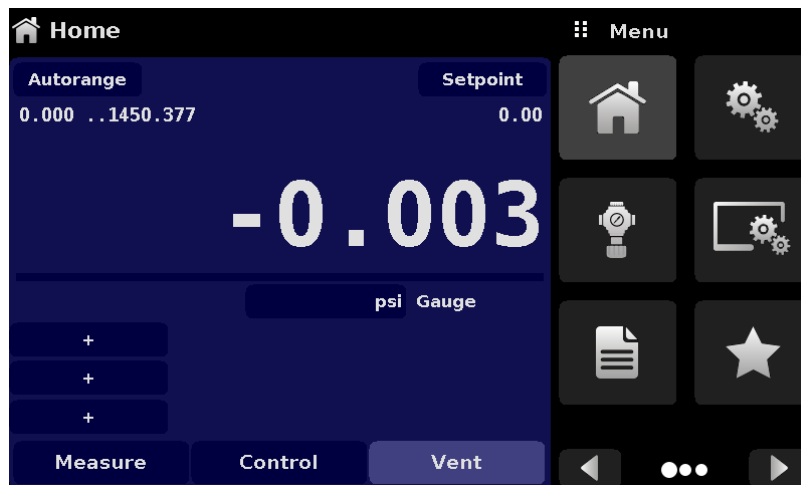 Home
Menu
Autorange
Setpoint
0.000 ..1450.377
0.00
-0.003
psi Gauge
+
+
+
Measure
Control
Vent